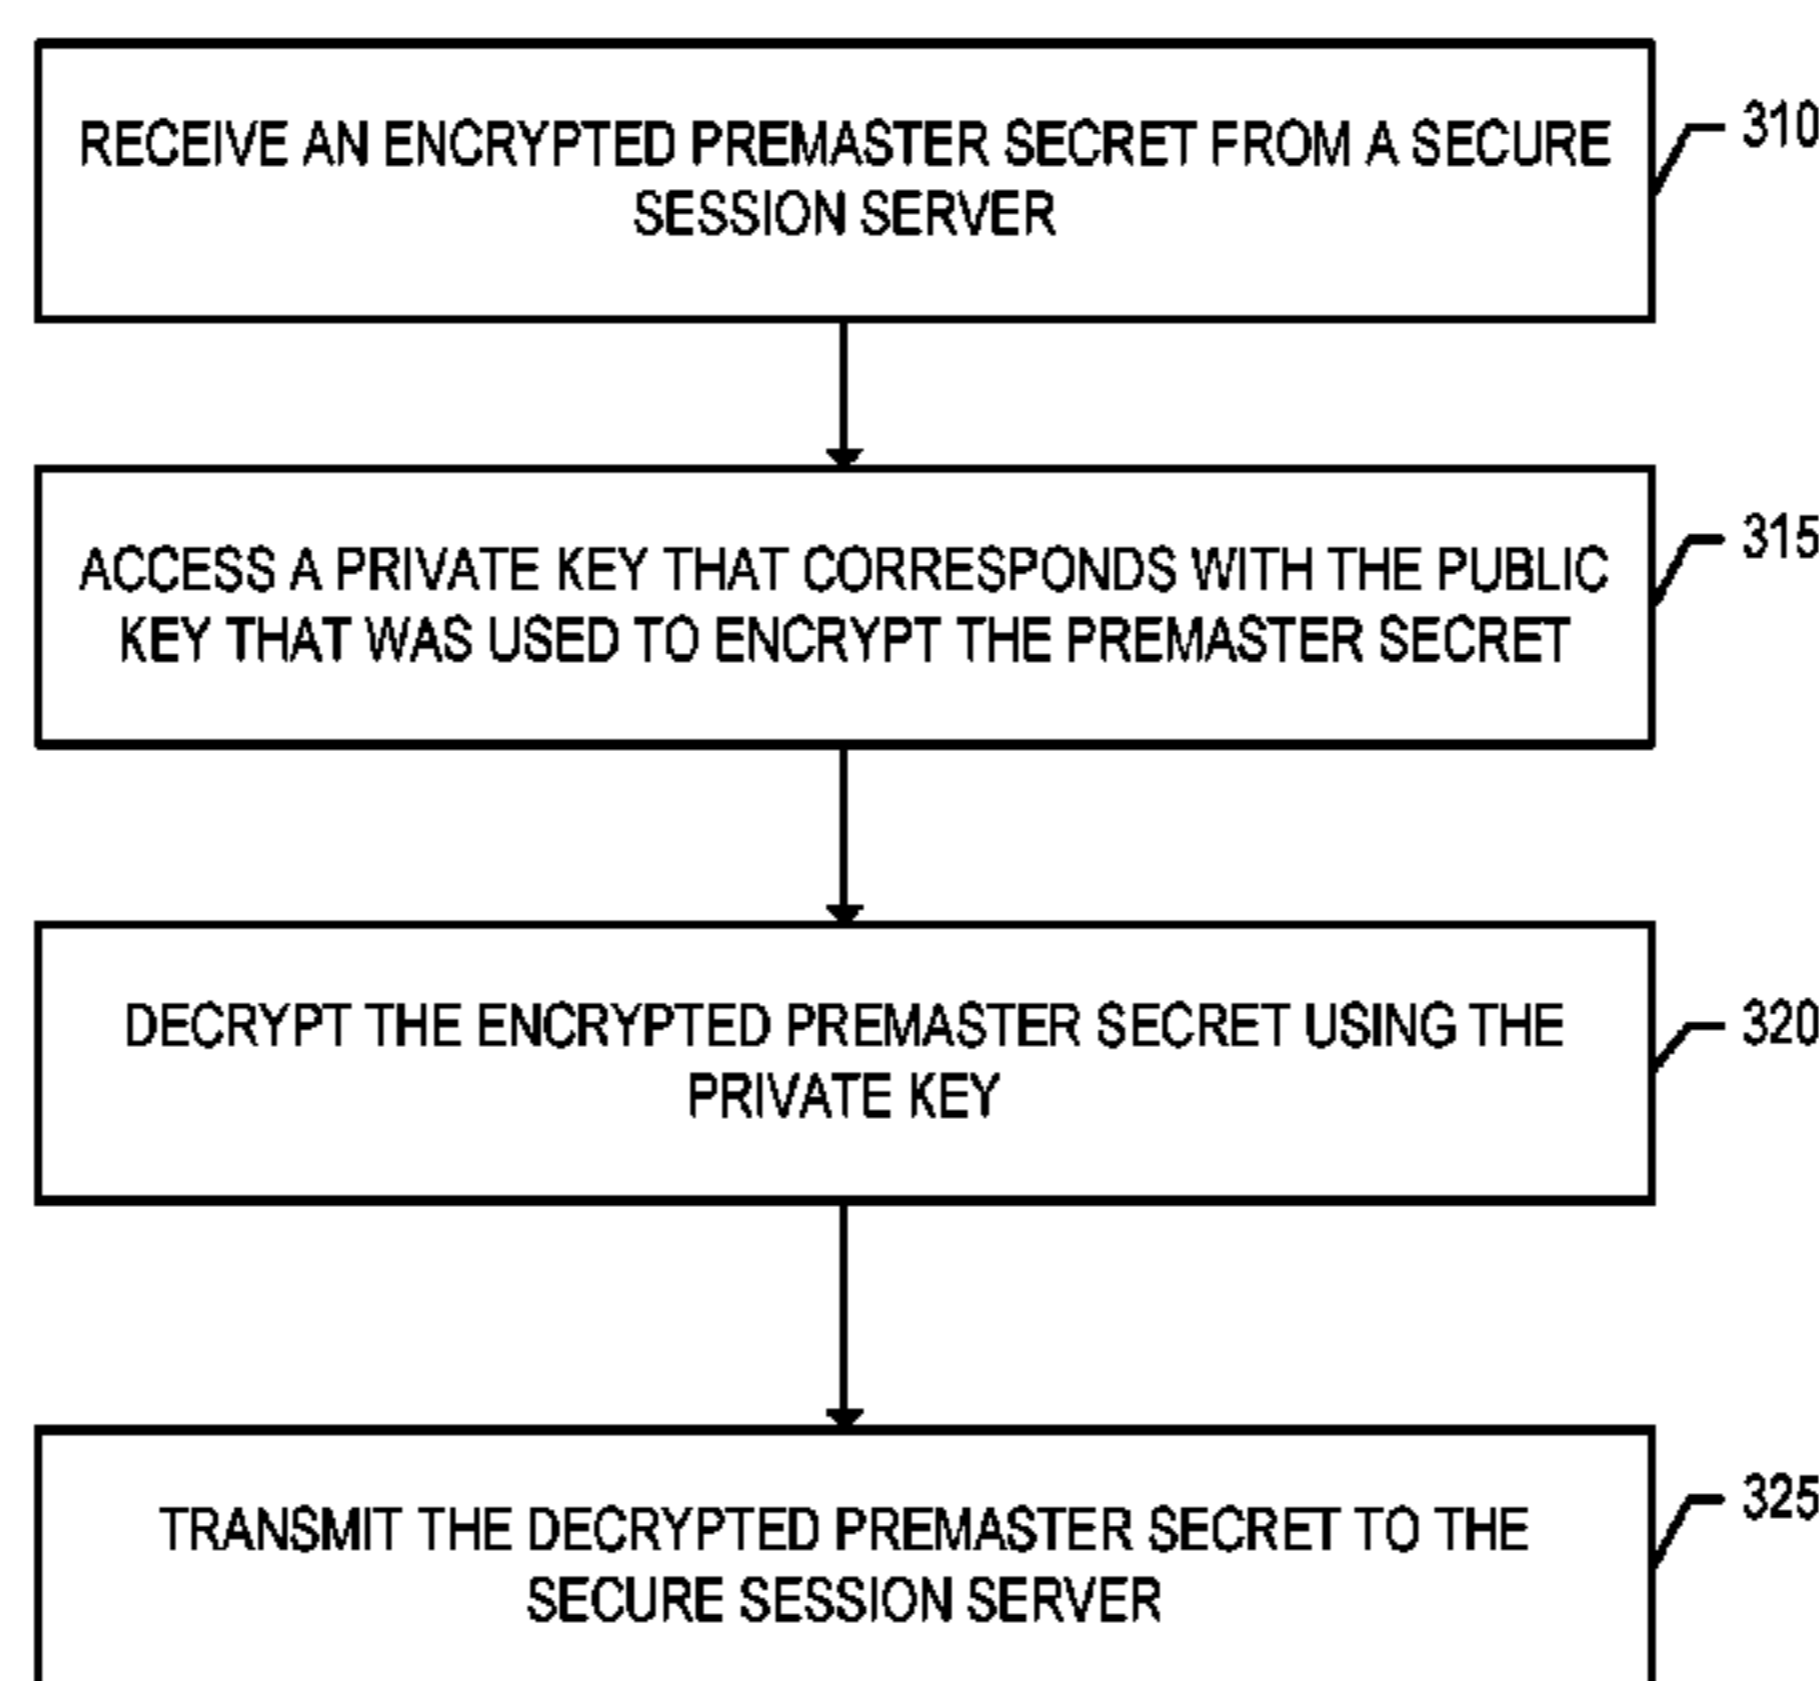 RECEIVE AN ENCRYPTED PREMASTER SECRET FROM A SECURE
SESSION SERVER
310
ACCESS A PRIVATE KEY THAT CORRESPONDS WITH THE PUBLIC
KEY THAT WAS USED TO ENCRYPT THE PREMASTER SECRET
315
DECRYPT THE ENCRYPTED PREMASTER SECRET USING THE
PRIVATE KEY
320
TRANSMIT THE DECRYPTED PREMASTER SECRET TO THE
SECURE SESSION SERVER
325